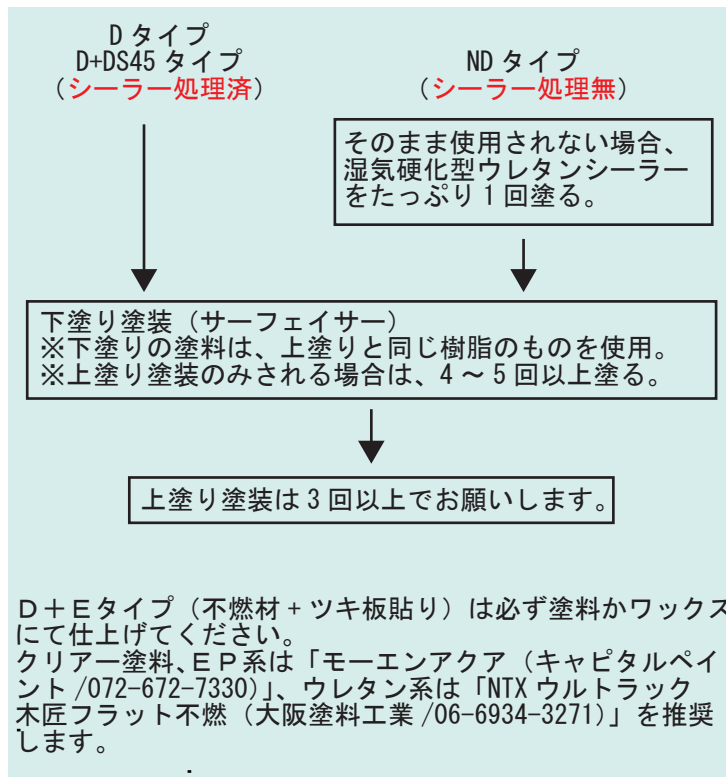 D タイプ
D+DS45 タイプ
（シーラー処理済）
ND タイプ
（シーラー処理無）
そのまま使用されない場合、
湿気硬化型ウレタンシーラー
をたっぷり 1 回塗る。
下塗り塗装（サーフェイサー）
※下塗りの塗料は、上塗りと同じ樹脂のものを使用。
※上塗り塗装のみされる場合は、4 ～ 5 回以上塗る。
上塗り塗装は 3 回以上でお願いします。
Ｄ＋Ｅタイプ（不燃材 + ツキ板貼り）は必ず塗料かワックス
にて仕上げてください。
クリアー塗料、ＥＰ系は「モーエンアクア（キャピタルペイ
ント /072-672-7330）」、ウレタン系は「NTX ウルトラック
木匠フラット不燃（大阪塗料工業 /06-6934-3271）」を推奨
します。